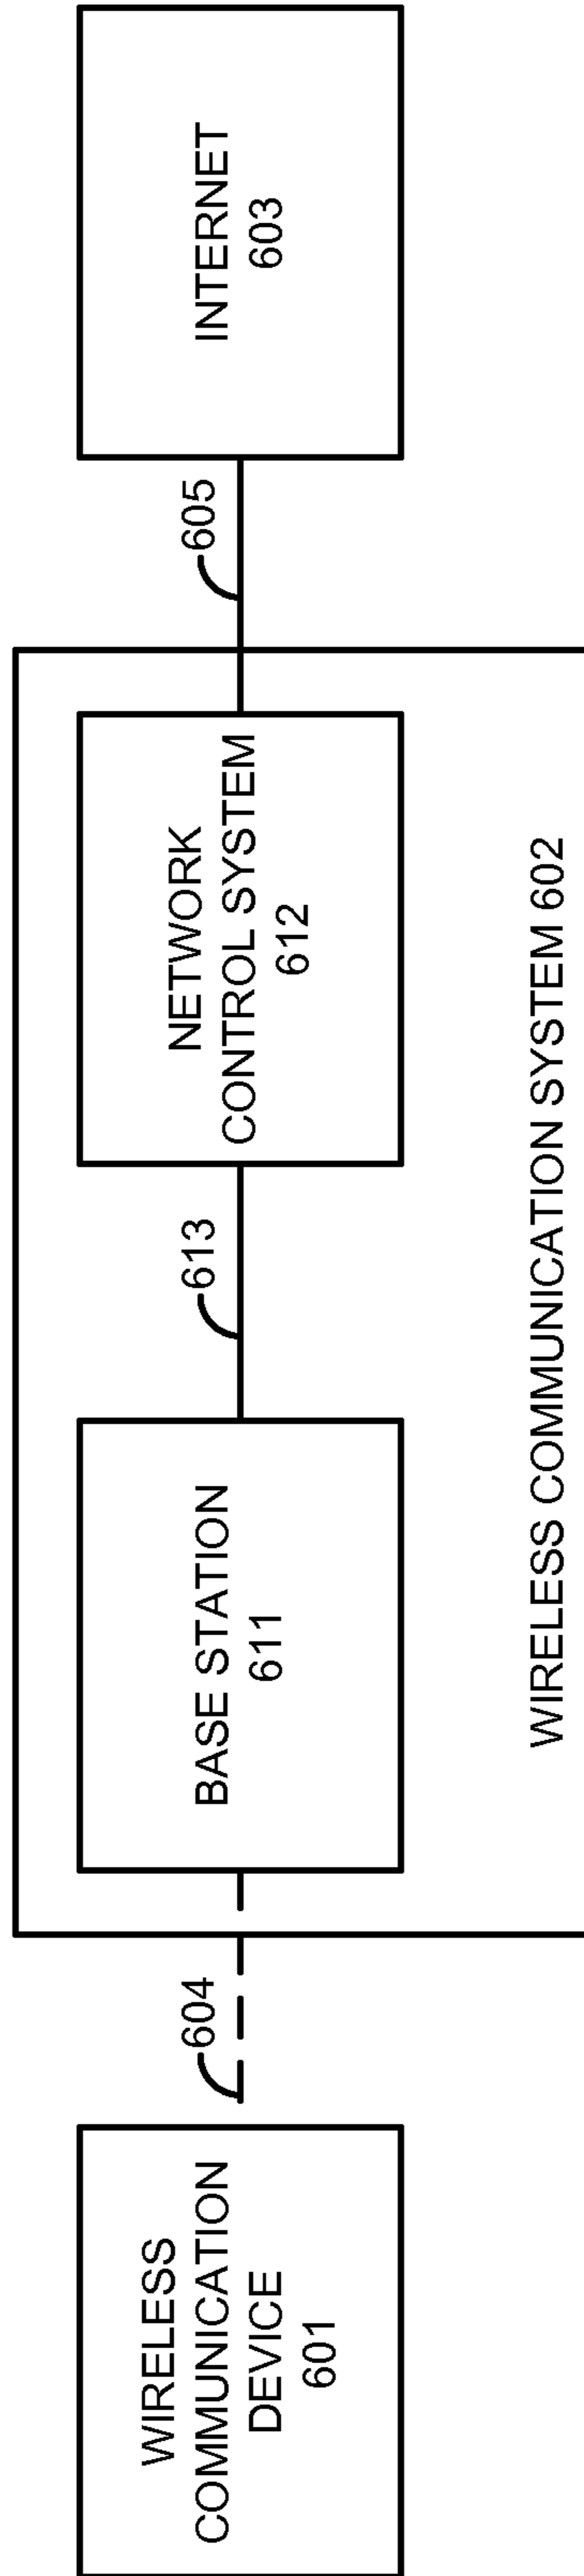 WIRELESS
COMMUNICATION
DEVICE
601
604
BASE STATION
611
613
NETWORK
CONTROL SYSTEM
612
605
INTERNET
603
WIRELESS COMMUNICATION SYSTEM 602